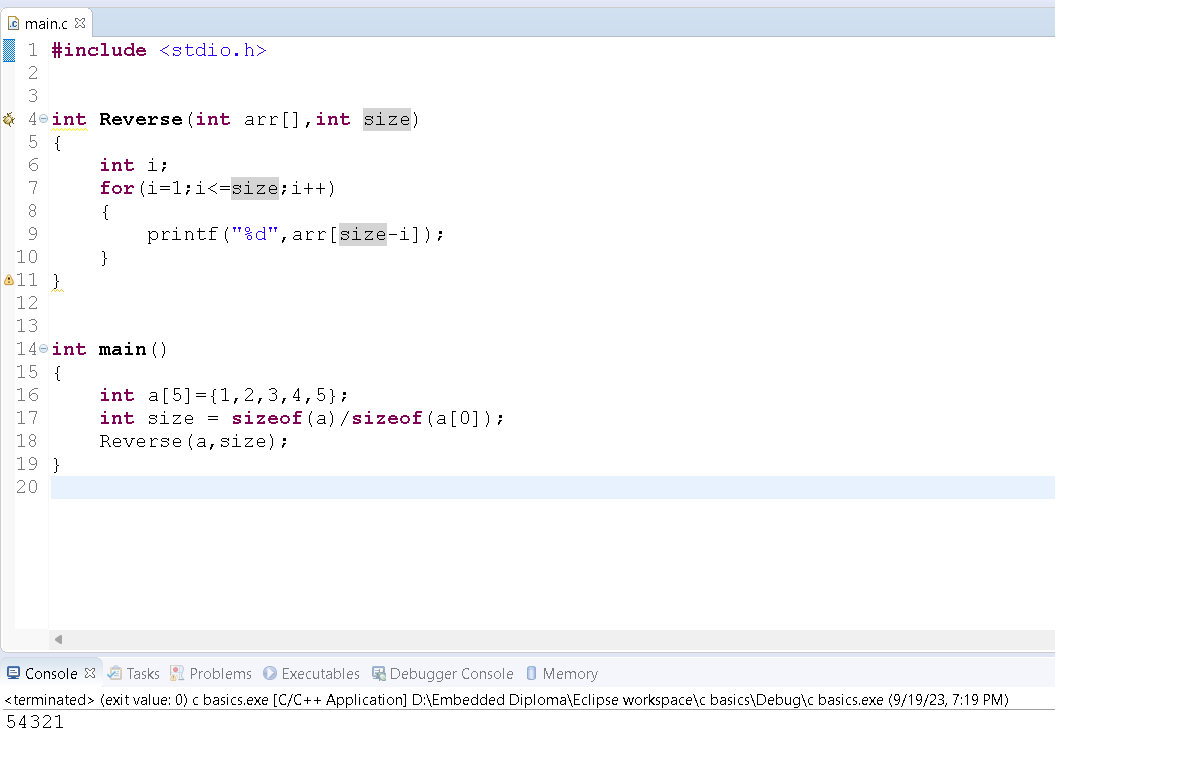 main.c
1 #include <stdio.h>
2
3
4 int Reverse(int arr[],int size)
5 {
6     int i;
7     for(i=1;i<=size;i++)
8     {
9         printf("%d",arr[size-i]);
10     }
11 }
12
13
14 int main()
15 {
16     int a[5]={1,2,3,4,5};
17     int size = sizeof(a)/sizeof(a[0]);
18     Reverse(a,size);
19 }
20
Console Tasks Problems Executables Debugger Console Memory
<terminated> (exit value: 0) c basics.exe [C/C++ Application] D:\Embedded Diploma\Eclipse workspace\c basics\Debug\c basics.exe (9/19/23, 7:19 PM)
54321